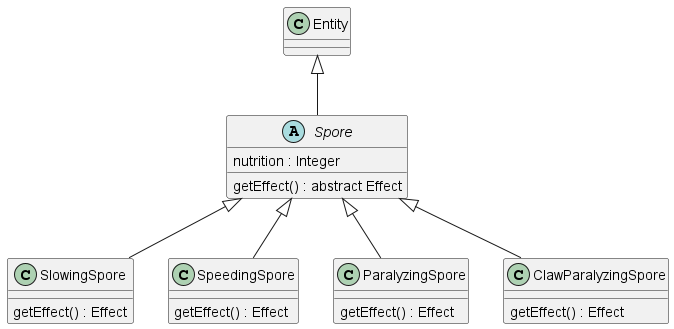 C Entity
A Spore
nutrition : Integer
getEffect() : abstract Effect
C SlowingSpore
getEffect() : Effect
C SpeedingSpore
getEffect() : Effect
C ParalyzingSpore
getEffect() : Effect
C ClawParalyzingSpore
getEffect() : Effect